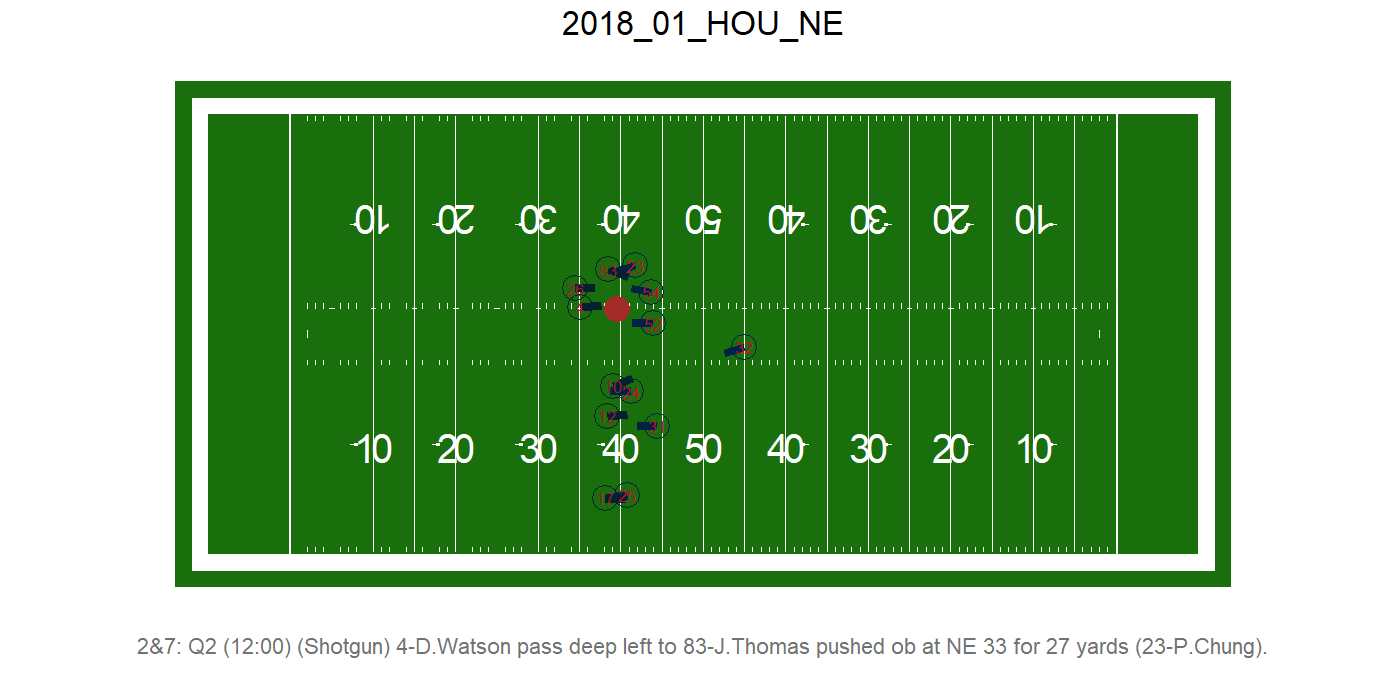 2018_01_HOU_NE
10 20 30 40 50 40 30 20 10
83 23
25 54
4 52
32
10 21
12 31
17 25
10 20 30 40 50 40 30 20 10
2&7: Q2 (12:00) (Shotgun) 4-D.Watson pass deep left to 83-J.Thomas pushed ob at NE 33 for 27 yards (23-P.Chung).